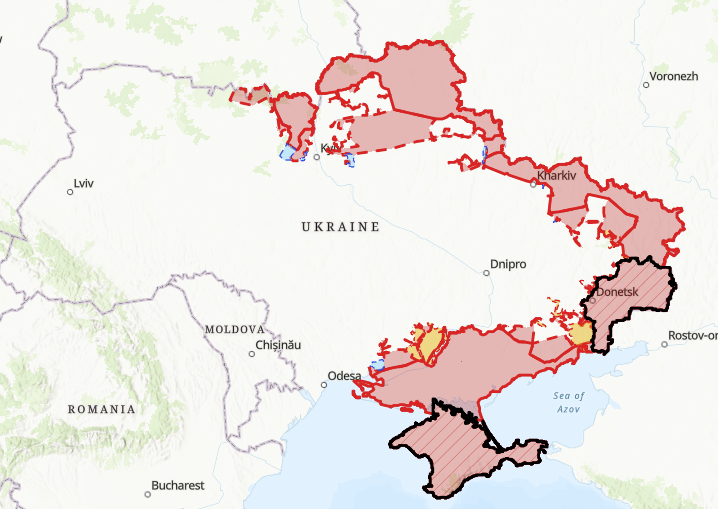 Voronezh
Kyiv
Kharkiv
Lviv
UKRAINE
Dnipro
Donetsk
MOLDOVA
Chișinău
Rostov-on
Odesa
Sea of
Azov
ROMANIA
Bucharest